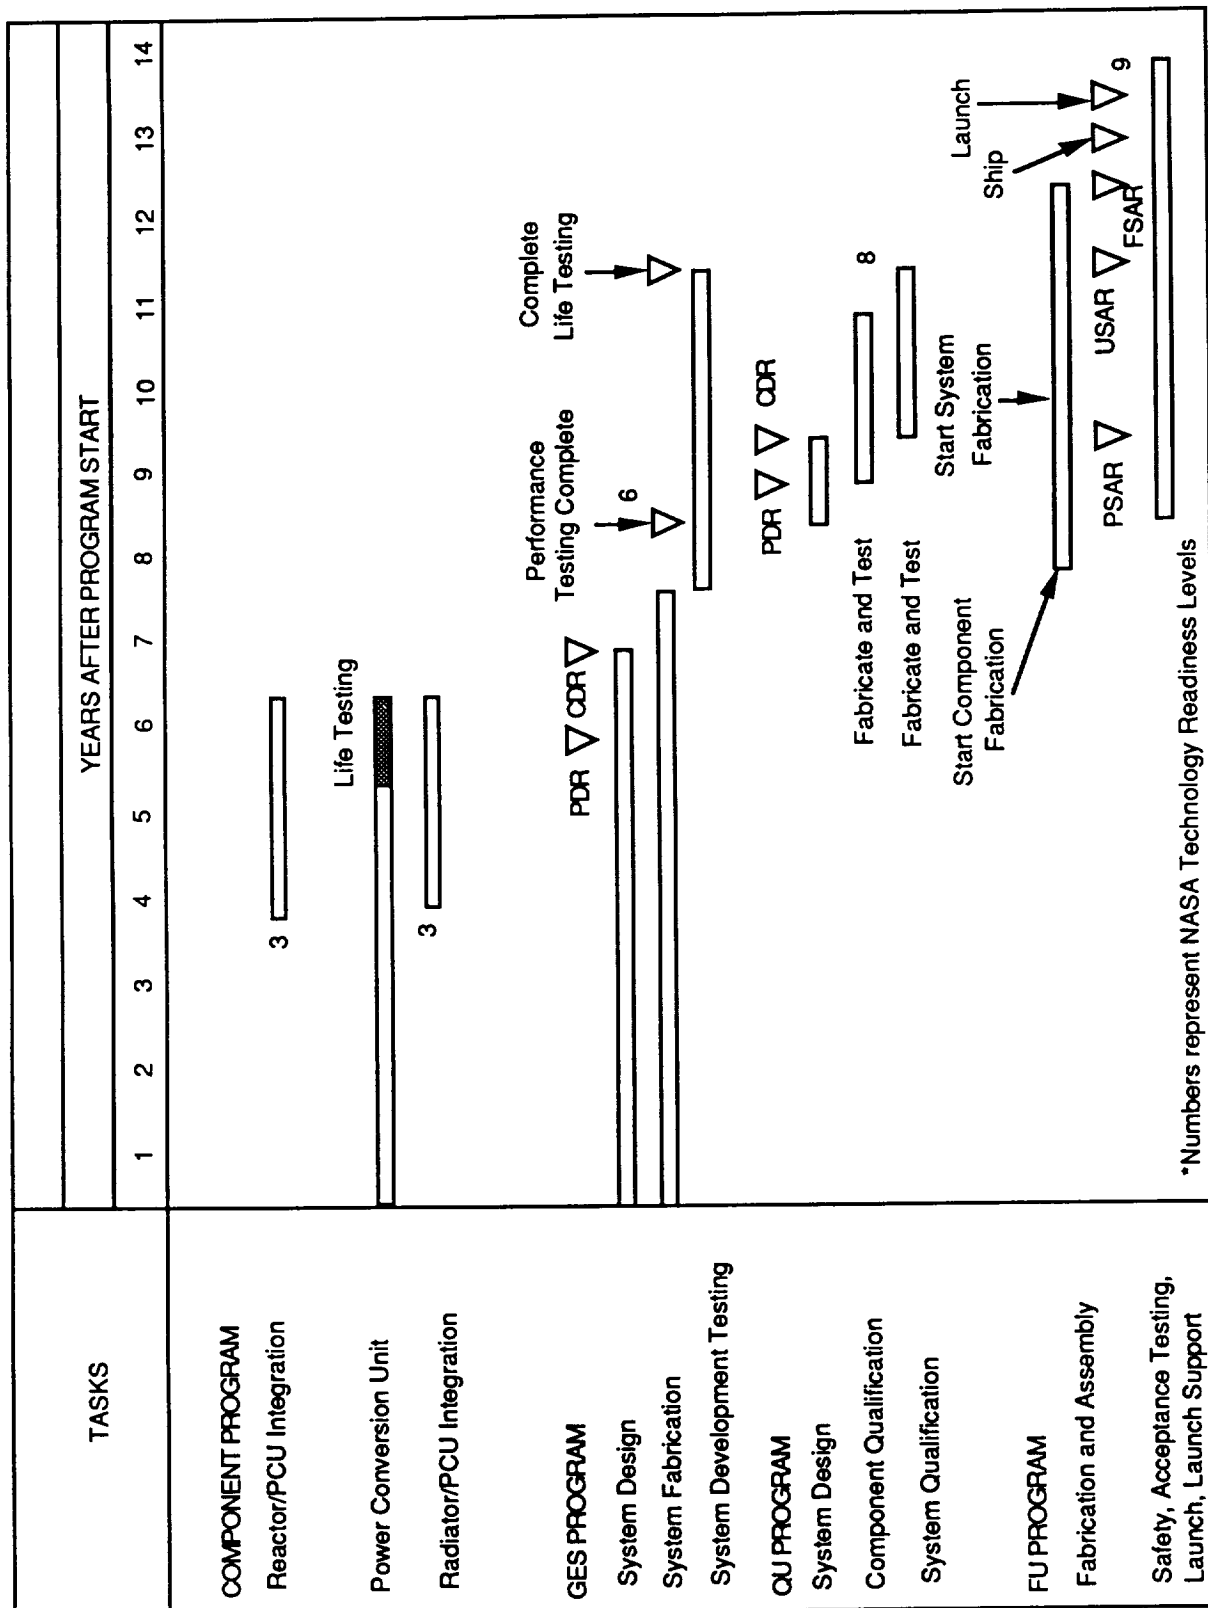 TASKS
YEARS AFTER PROGRAM START
1 2 3 4 5 6 7 8 9 10 11 12 13 14
COMPONENT PROGRAM
Reactor/PCU Integration
3
Life Testing
Power Conversion Unit
Radiator/PCU Integration
3
Performance
Testing Complete
Complete
Life Testing
GES PROGRAM
PDR CDR
6
System Design
System Fabrication
System Development Testing
QU PROGRAM
PDR CDR
System Design
Component Qualification
Fabricate and Test
8
System Qualification
Fabricate and Test
Start System
Fabrication
Start Component
Fabrication
Ship
Launch
FU PROGRAM
Fabrication and Assembly
PSAR USAR FSAR
9
Safety, Acceptance Testing,
Launch, Launch Support
*Numbers represent NASA Technology Readiness Levels